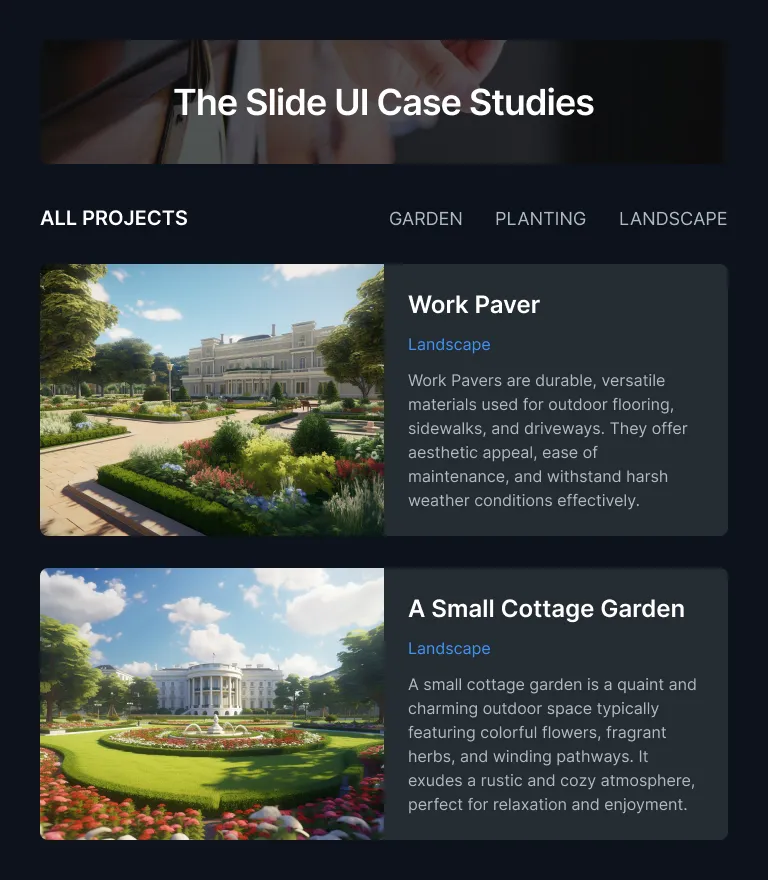 The Slide UI Case Studies
ALL PROJECTS
GARDEN PLANTING LANDSCAPE
Work Paver
Landscape
Work Pavers are durable, versatile
materials used for outdoor flooring,
sidewalks, and driveways. They offer
aesthetic appeal, ease of
maintenance, and withstand harsh
weather conditions effectively.
A Small Cottage Garden
Landscape
A small cottage garden is a quaint and
charming outdoor space typically
featuring colorful flowers, fragrant
herbs, and winding pathways. It
exudes a rustic and cozy atmosphere,
perfect for relaxation and enjoyment.